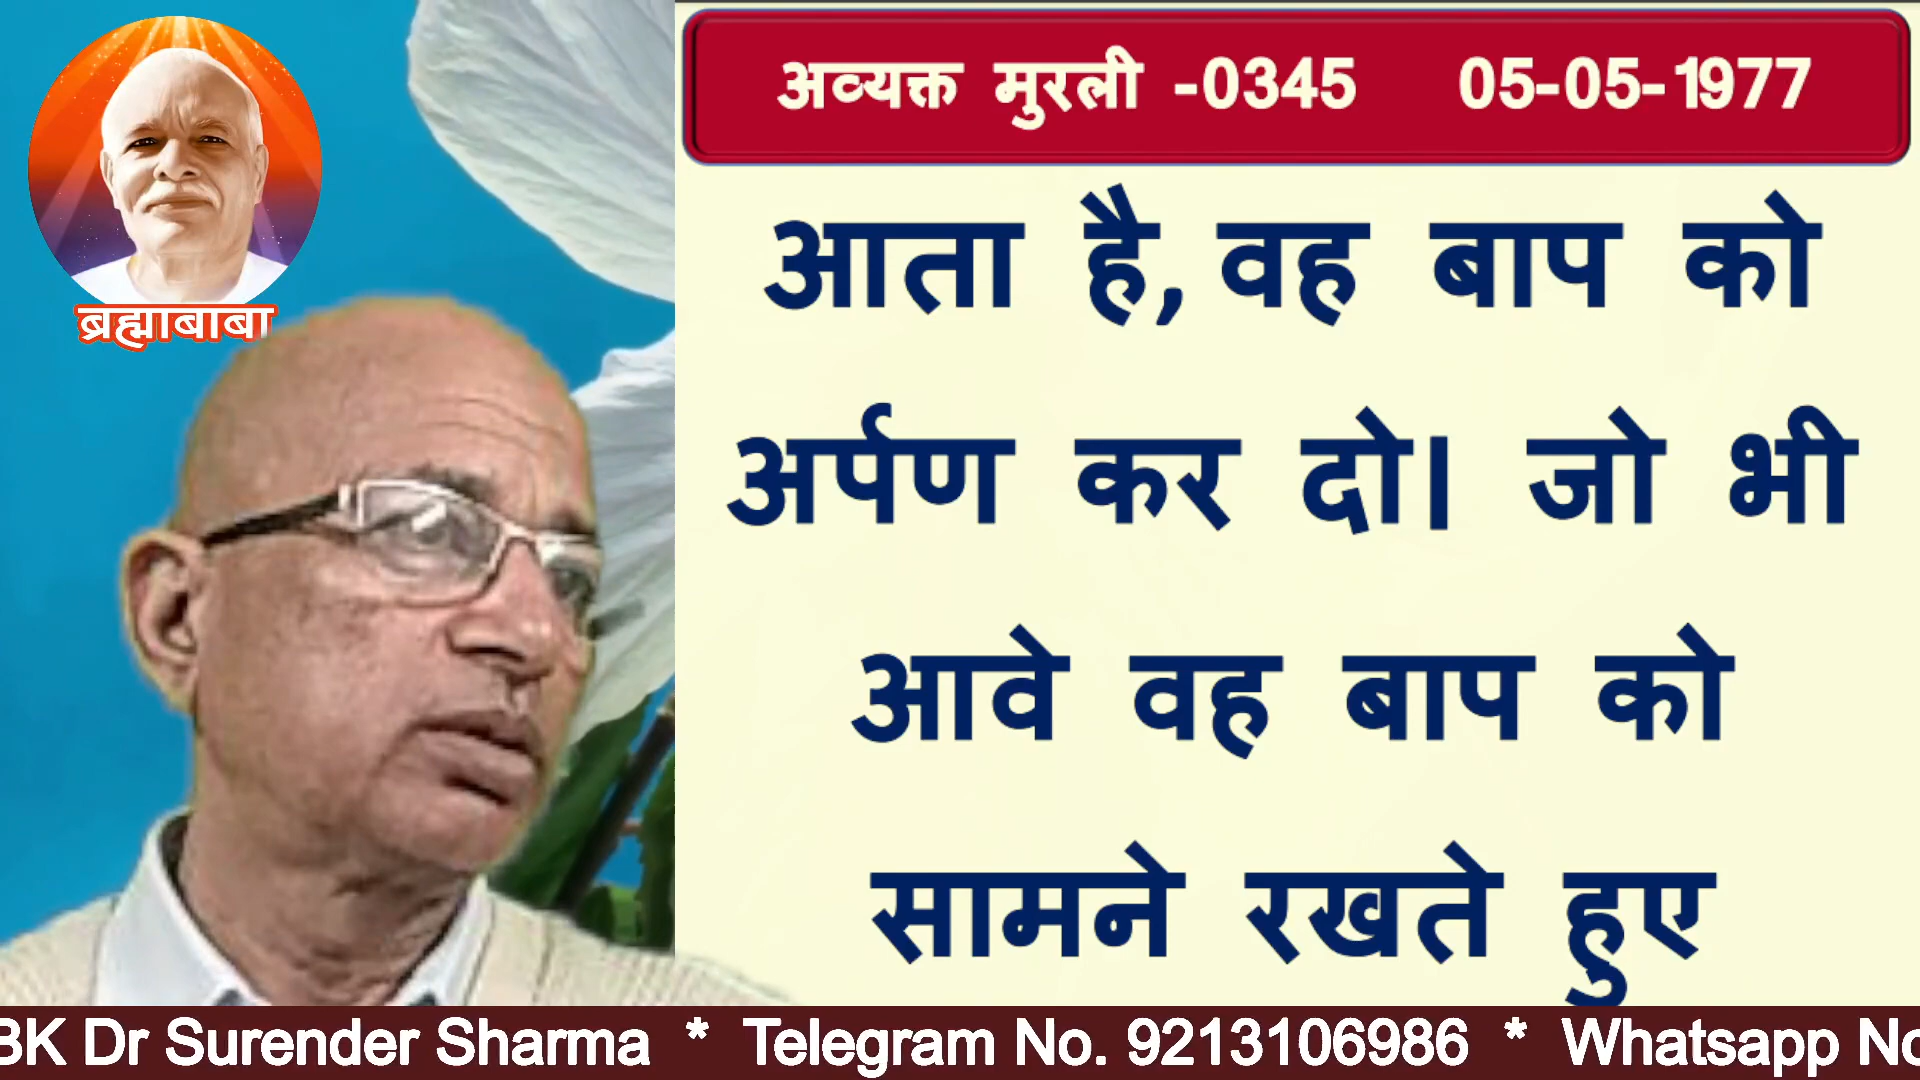 अव्यक्त मुरली -0345 05-05-1977
ब्रह्माबाबा
आता है, वह बाप को
अर्पण कर दो। जो भी
आवे वह बाप को
सामने रखते हुए
BK Dr Surender Sharma * Telegram No. 9213106986 * Whatsapp No